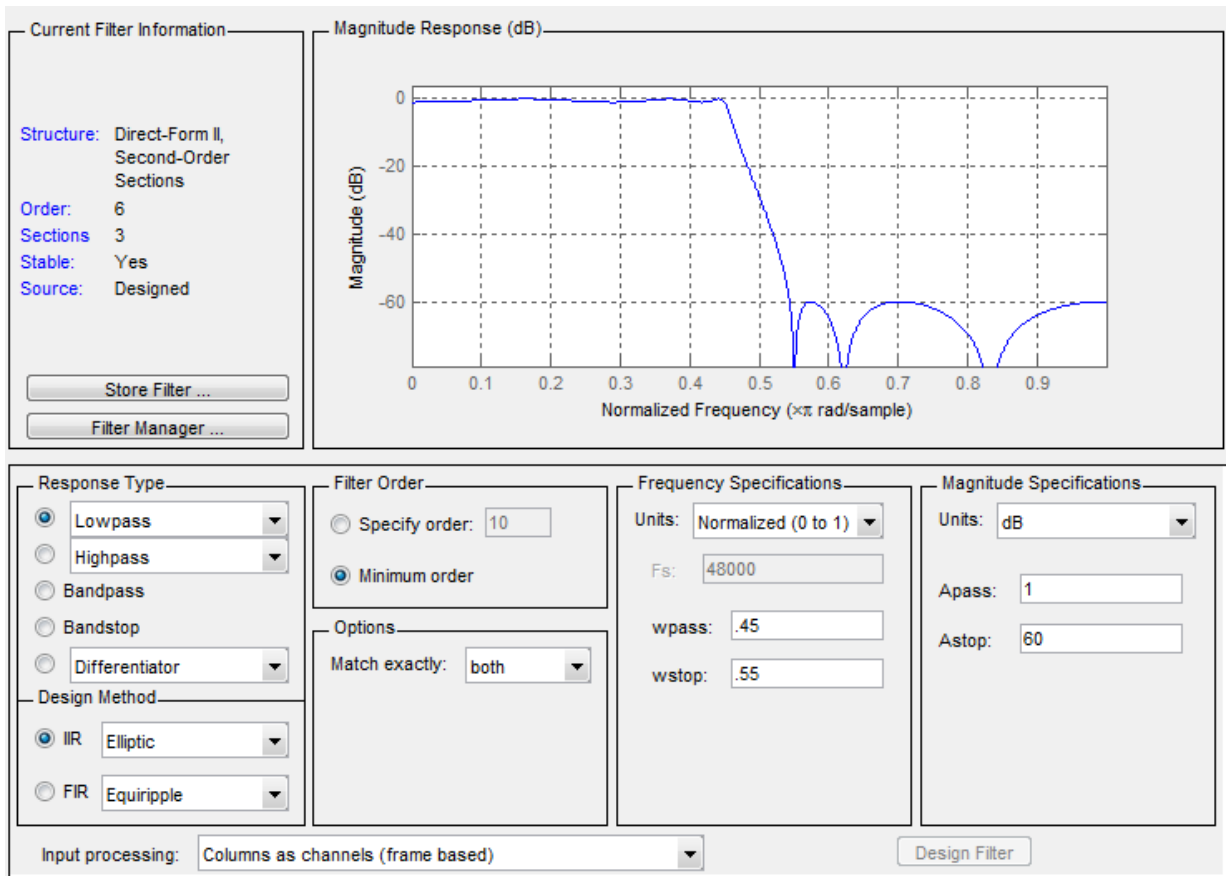 Current Filter Information
Structure: Direct-Form II,
Second-Order
Sections
Order: 6
Sections 3
Stable: Yes
Source: Designed
Store Filter ...
Filter Manager ...
Magnitude Response (dB)
0
-20
-40
-60
Magnitude (dB)
0 0.1 0.2 0.3 0.4 0.5 0.6 0.7 0.8 0.9
Normalized Frequency (×π rad/sample)
Response Type
Lowpass
Highpass
Bandpass
Bandstop
Differentiator
Design Method
IIR Elliptic
FIR Equiripple
Filter Order
Specify order: 10
Minimum order
Options
Match exactly: both
Frequency Specifications
Units: Normalized (0 to 1)
Fs: 48000
wpass: .45
wstop: .55
Magnitude Specifications
Units: dB
Apass: 1
Astop: 60
Input processing: Columns as channels (frame based)
Design Filter